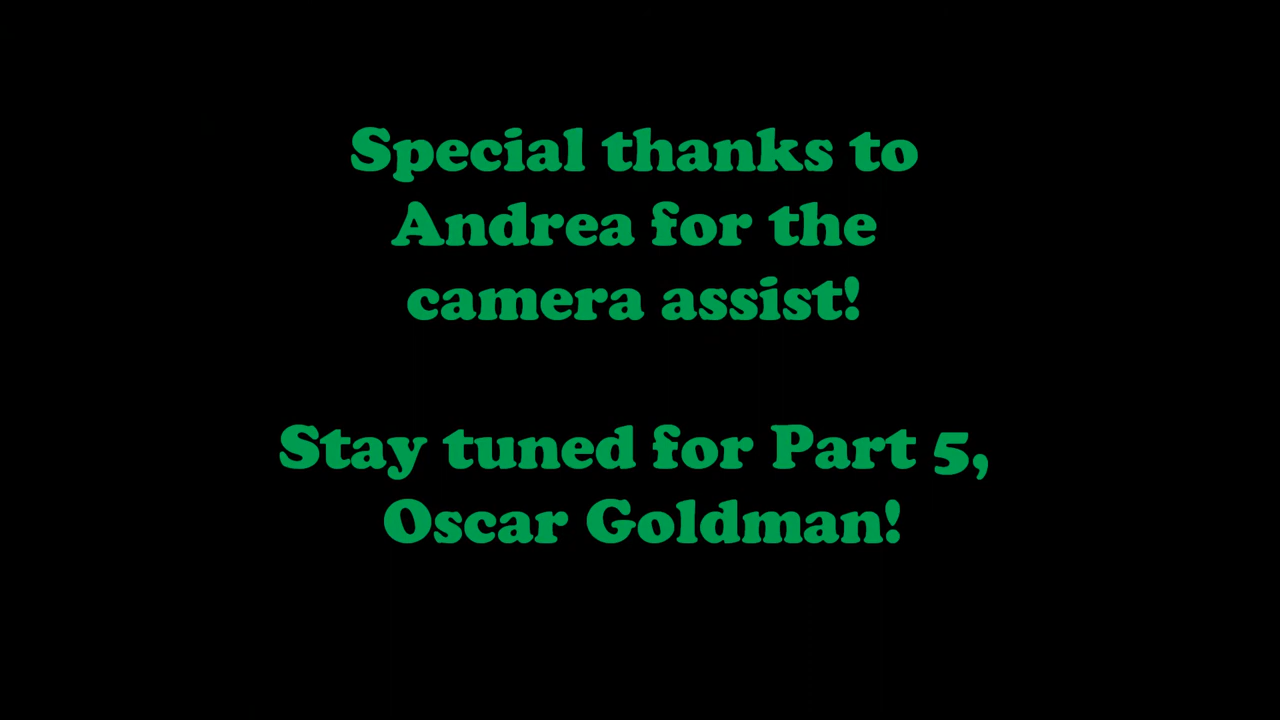 Special thanks to
Andrea for the
camera assist!
Stay tuned for Part 5,
Oscar Goldman!